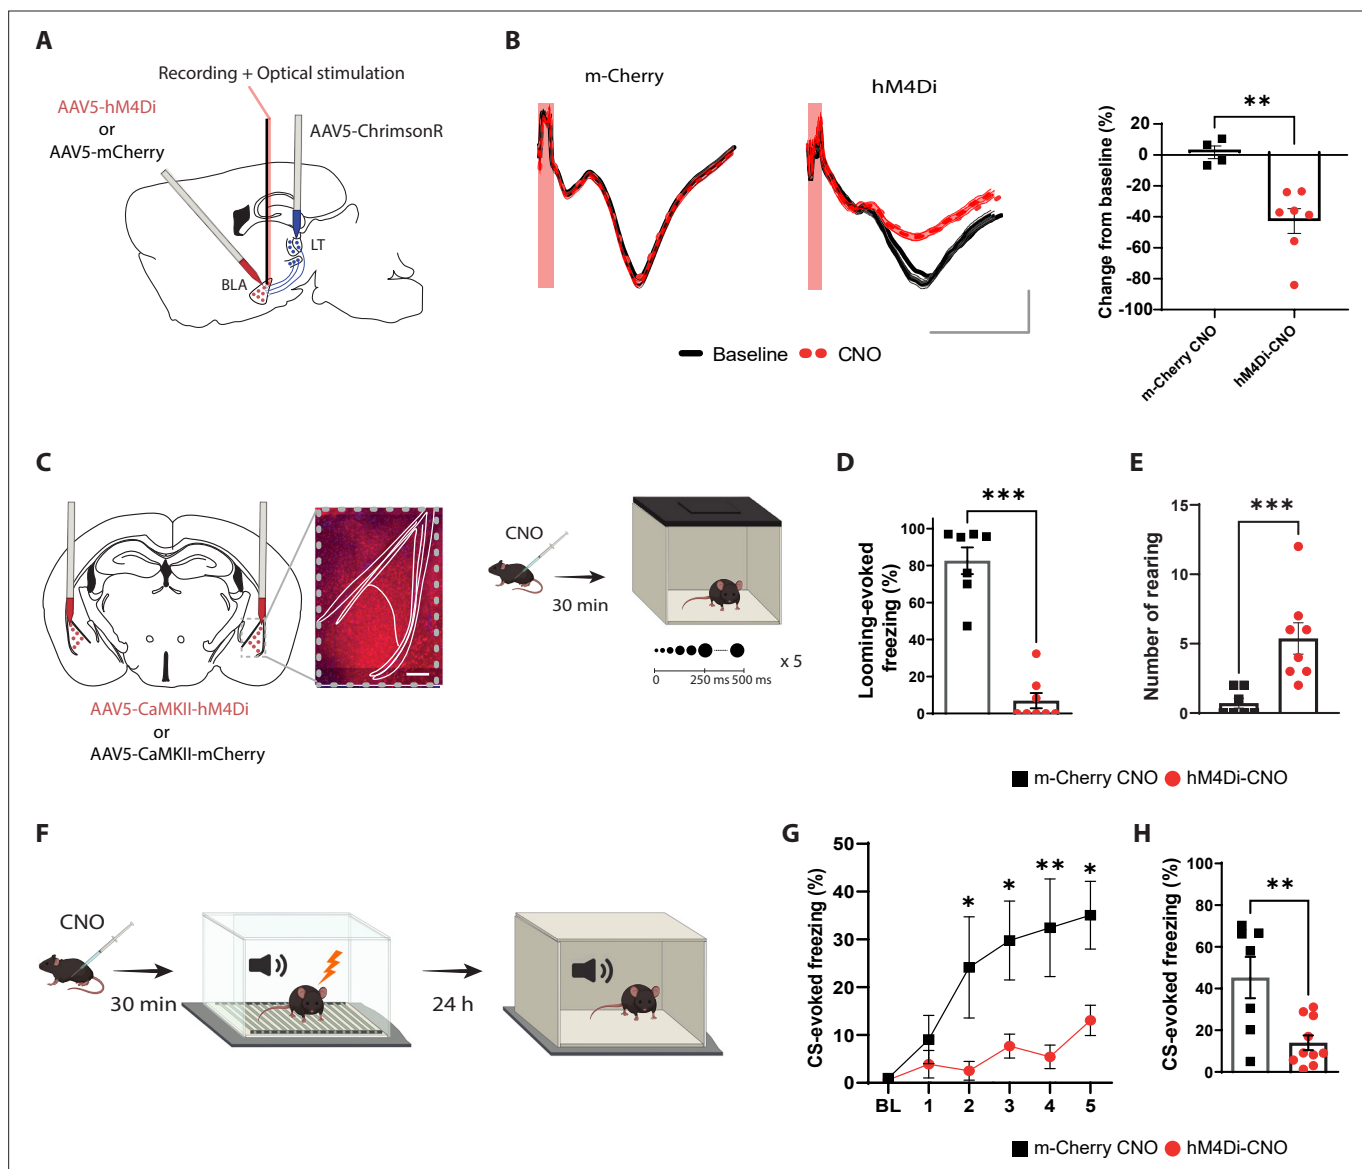 A
Recording + Optical stimulation
AAV5-hM4Di
or
AAV5-mCherry
AAV5-ChrimsonR
LT
BLA
B
m-Cherry
hM4Di
Baseline
CNO
**
Change from baseline (%)
20
0
-20
-40
-60
-80
-100
m-Cherry CNO
hM4Di-CNO
C
AAV5-CaMKII-hM4Di
or
AAV5-CaMKII-mCherry
CNO
30 min
x 5
0
250 ms
500 ms
D
***
Looming-evoked
freezing (%)
100
80
60
40
20
0
E
***
Number of rearing
15
10
5
0
m-Cherry CNO
hM4Di-CNO
F
CNO
30 min
24 h
G
CS-evoked freezing (%)
50
40
30
20
10
0
*
*
**
*
BL
1
2
3
4
5
H
**
CS-evoked freezing (%)
100
80
60
40
20
0
m-Cherry CNO
hM4Di-CNO